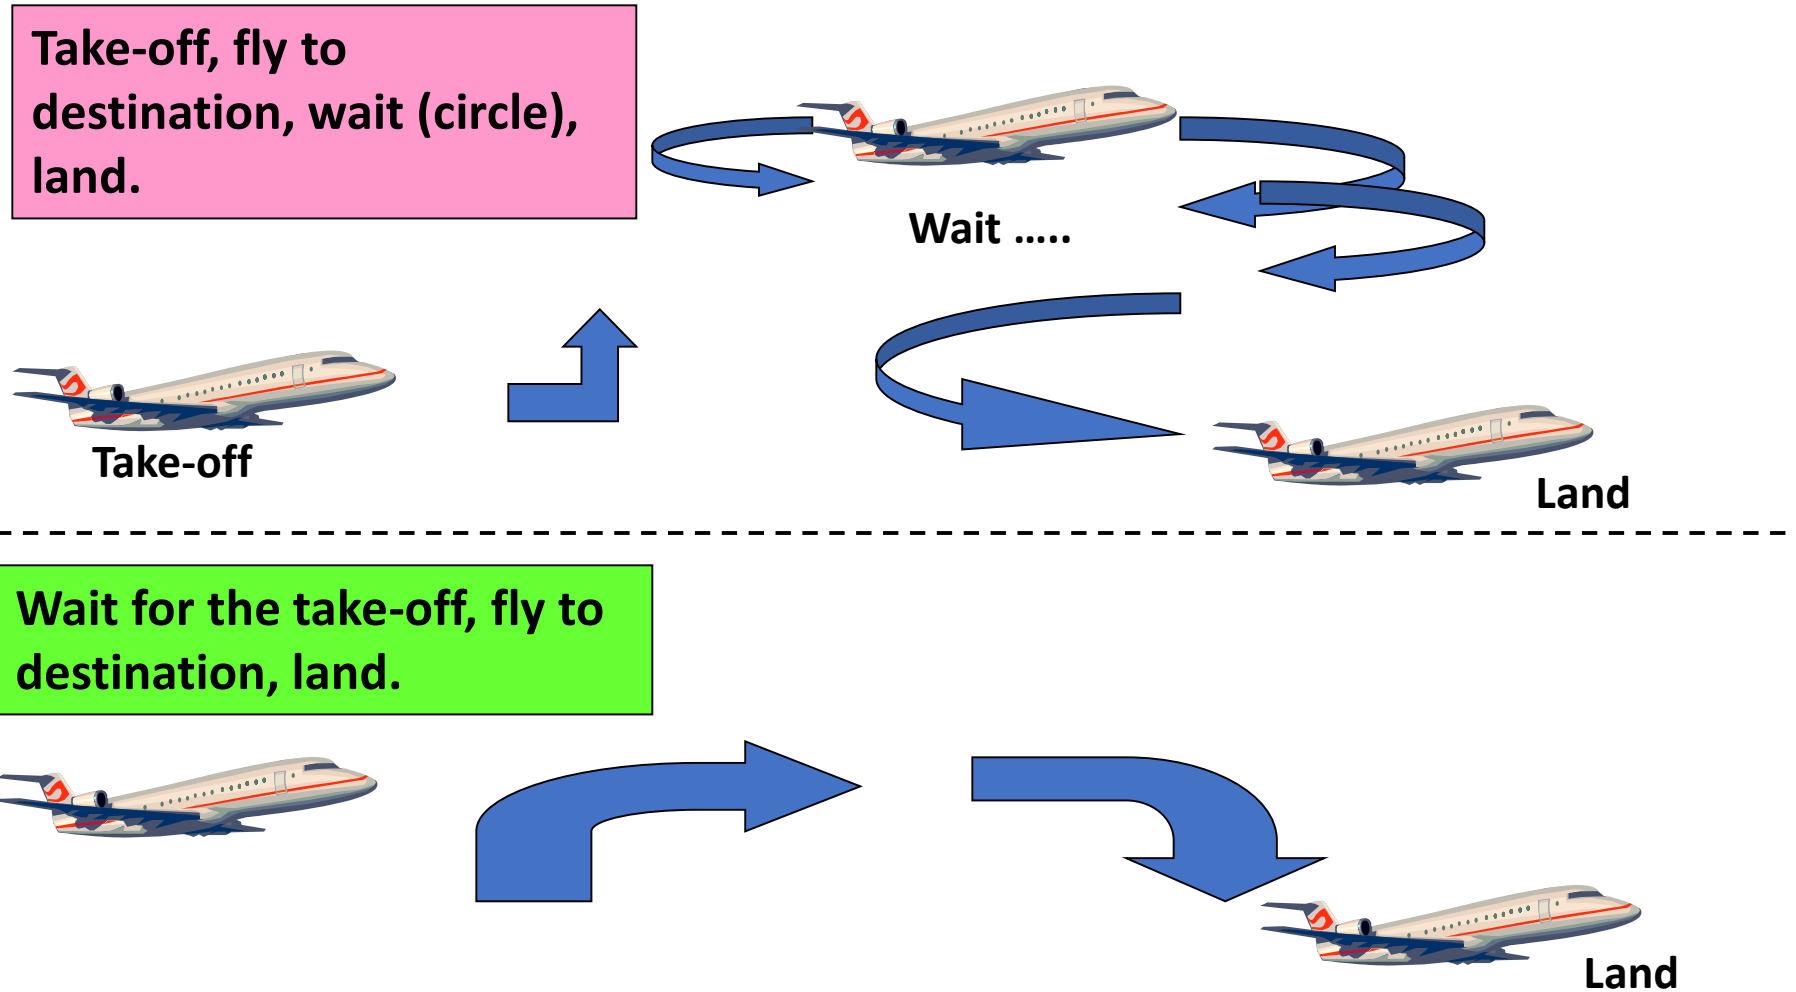 Take-off, fly to
destination, wait (circle),
land.
Wait .....
Take-off
Land
Wait for the take-off, fly to
destination, land.
Land